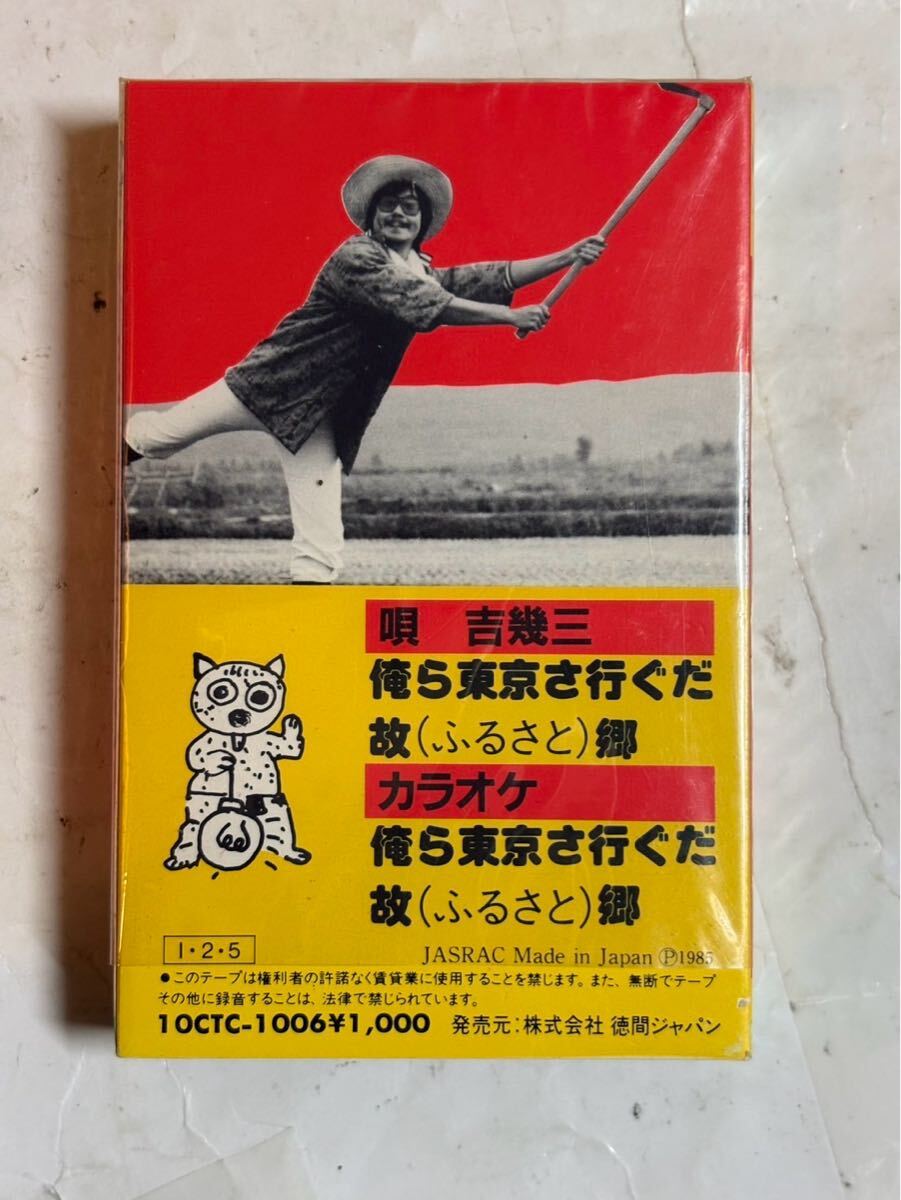 唄 吉幾三
俺ら東京さ行ぐだ
故(ふるさと)郷
カラオケ
俺ら東京さ行ぐだ
故(ふるさと)郷
1・2・5
JASRAC Made in Japan Ⓟ1985
●このテープは権利者の許諾なく賃貸業に使用することを禁じます。また、無断でテープ
その他に録音することは、法律で禁じられています。
10CTC-1006¥1,000 発売元:株式会社 徳間ジャパン